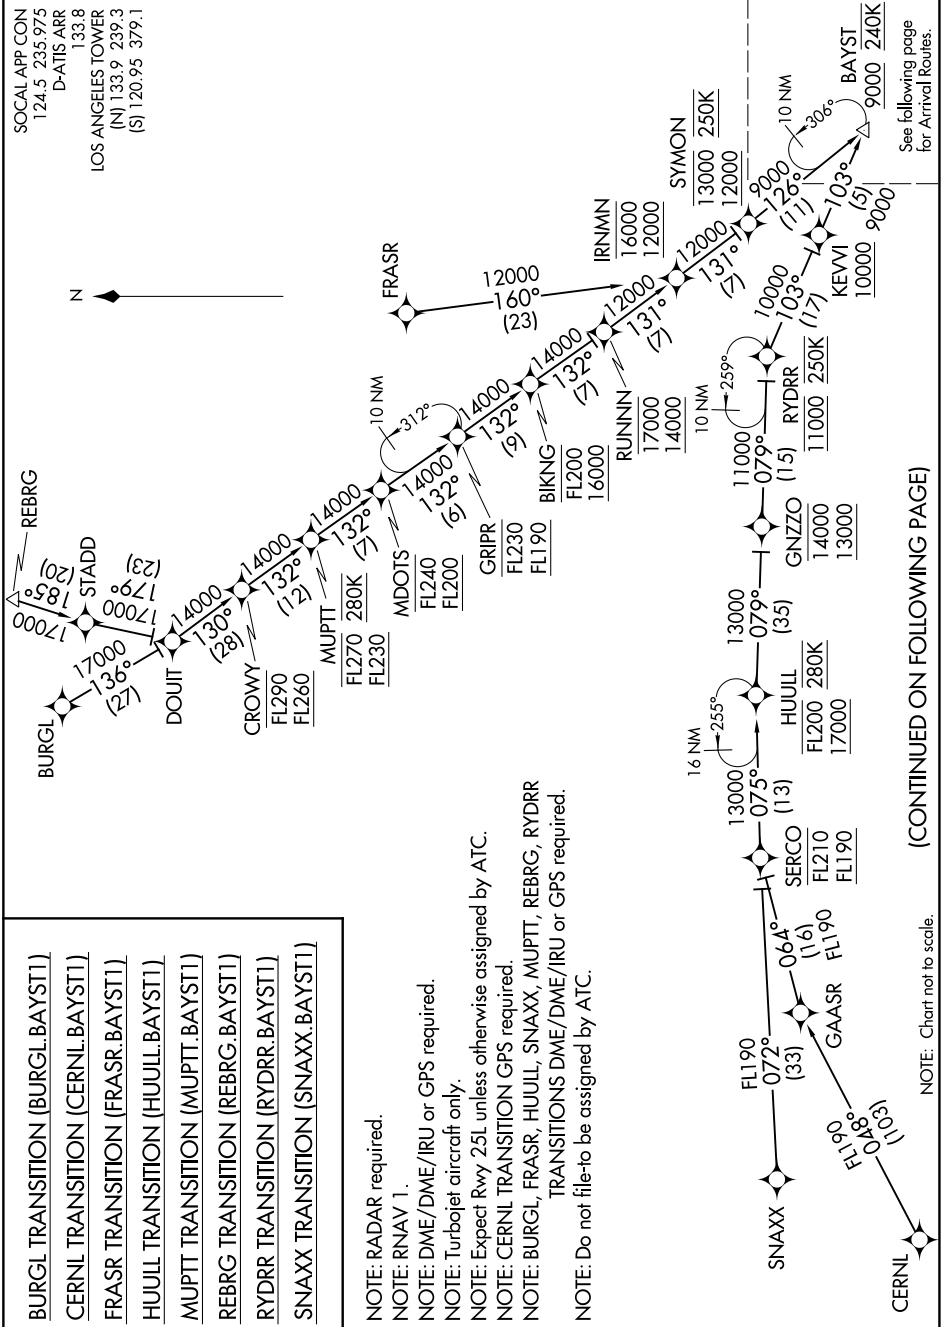 SOCAL APP CON
124.5 235.975
D-ATIS ARR
133.8
LOS ANGELES TOWER
(N) 133.9 239.3
(S) 120.95 379.1
BURGL TRANSITION (BURGL.BAYST1)
CERNL TRANSITION (CERNL.BAYST1)
FRASR TRANSITION (FRASR.BAYST1)
HUULL TRANSITION (HUULL.BAYST1)
MUPTT TRANSITION (MUPTT.BAYST1)
REBRG TRANSITION (REBRG.BAYST1)
RYDRR TRANSITION (RYDRR.BAYST1)
SNAXX TRANSITION (SNAXX.BAYST1)
NOTE: RADAR required.
NOTE: RNAV 1.
NOTE: DME/DME/IRU or GPS required.
NOTE: Turbojet aircraft only.
NOTE: Expect Rwy 25L unless otherwise assigned by ATC.
NOTE: CERNL TRANSITION GPS required.
NOTE: BURGL, FRASR, HUULL, SNAXX, MUPTT, REBRG, RYDRR
TRANSITIONS DME/DME/IRU or GPS required.
NOTE: Do not file-to be assigned by ATC.
N
REBRG
17000
185°
(20)
STADD
17000
179°
(23)
BURGL
17000
136°
(27)
DOUIT
14000
130°
(28)
CROWY
FL290
FL260
14000
132°
(12)
MUPTT
FL270 280K
FL230
14000
132°
(7)
MDOTS
FL240
FL200
14000
132°
(6)
10 NM
312°
GRIPR
FL230
FL190
14000
132°
(9)
BIKNG
FL200
16000
14000
132°
(7)
RUNNN
17000
14000
12000
131°
(7)
FRASR
12000
160°
(23)
IRNMN
16000
12000
12000
131°
(7)
SYMON
13000 250K
12000
9000
126°
(11)
10 NM
306°
BAYST
9000 240K
See following page
for Arrival Routes.
CERNL
FL190
048°
(103)
GAASR
064°
(16)
FL190
SNAXX
FL190
072°
(33)
SERCO
FL210
FL190
13000
075°
(13)
16 NM
255°
HUULL
FL200 280K
17000
13000
079°
(35)
GNZZO
14000
13000
11000
079°
(15)
10 NM
259°
RYDRR
11000 250K
10000
103°
(17)
KEVVI
10000
103°
(5)
9000
NOTE: Chart not to scale.
(CONTINUED ON FOLLOWING PAGE)